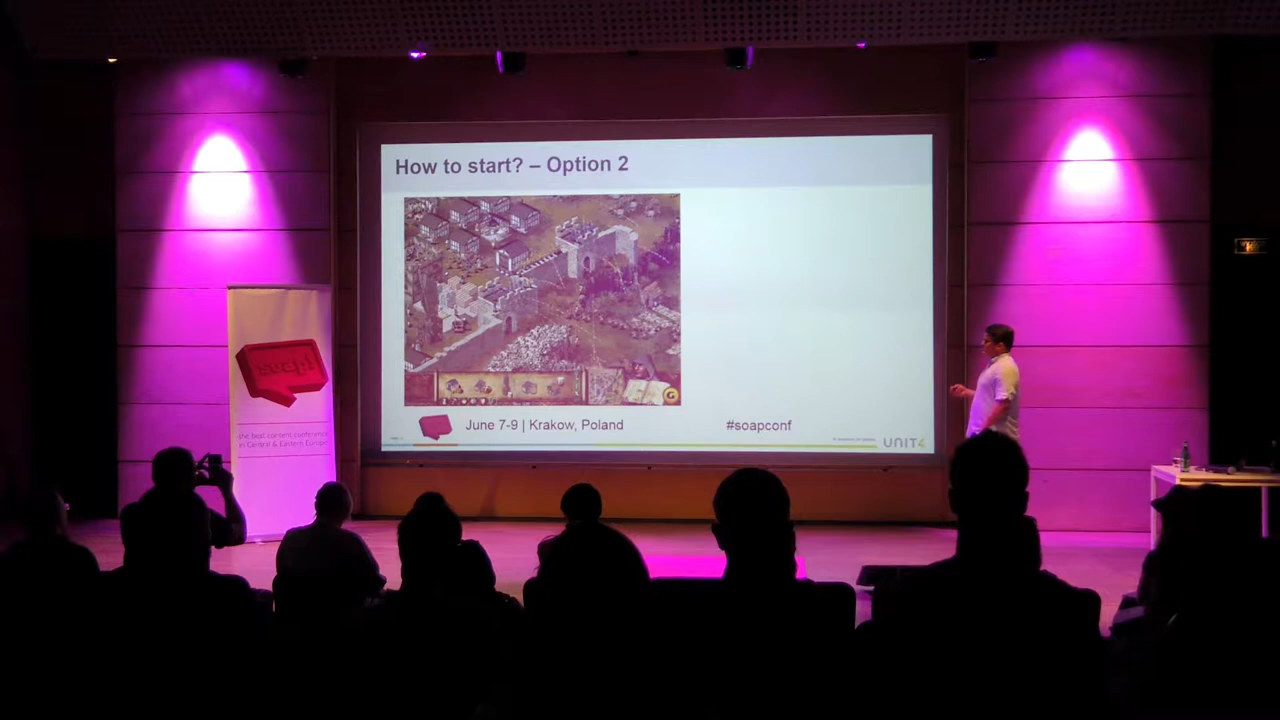 How to start? – Option 2
soap!
the best content conference
in Central & Eastern Europe
June 7-9 | Krakow, Poland
#soapconf
UNIT4